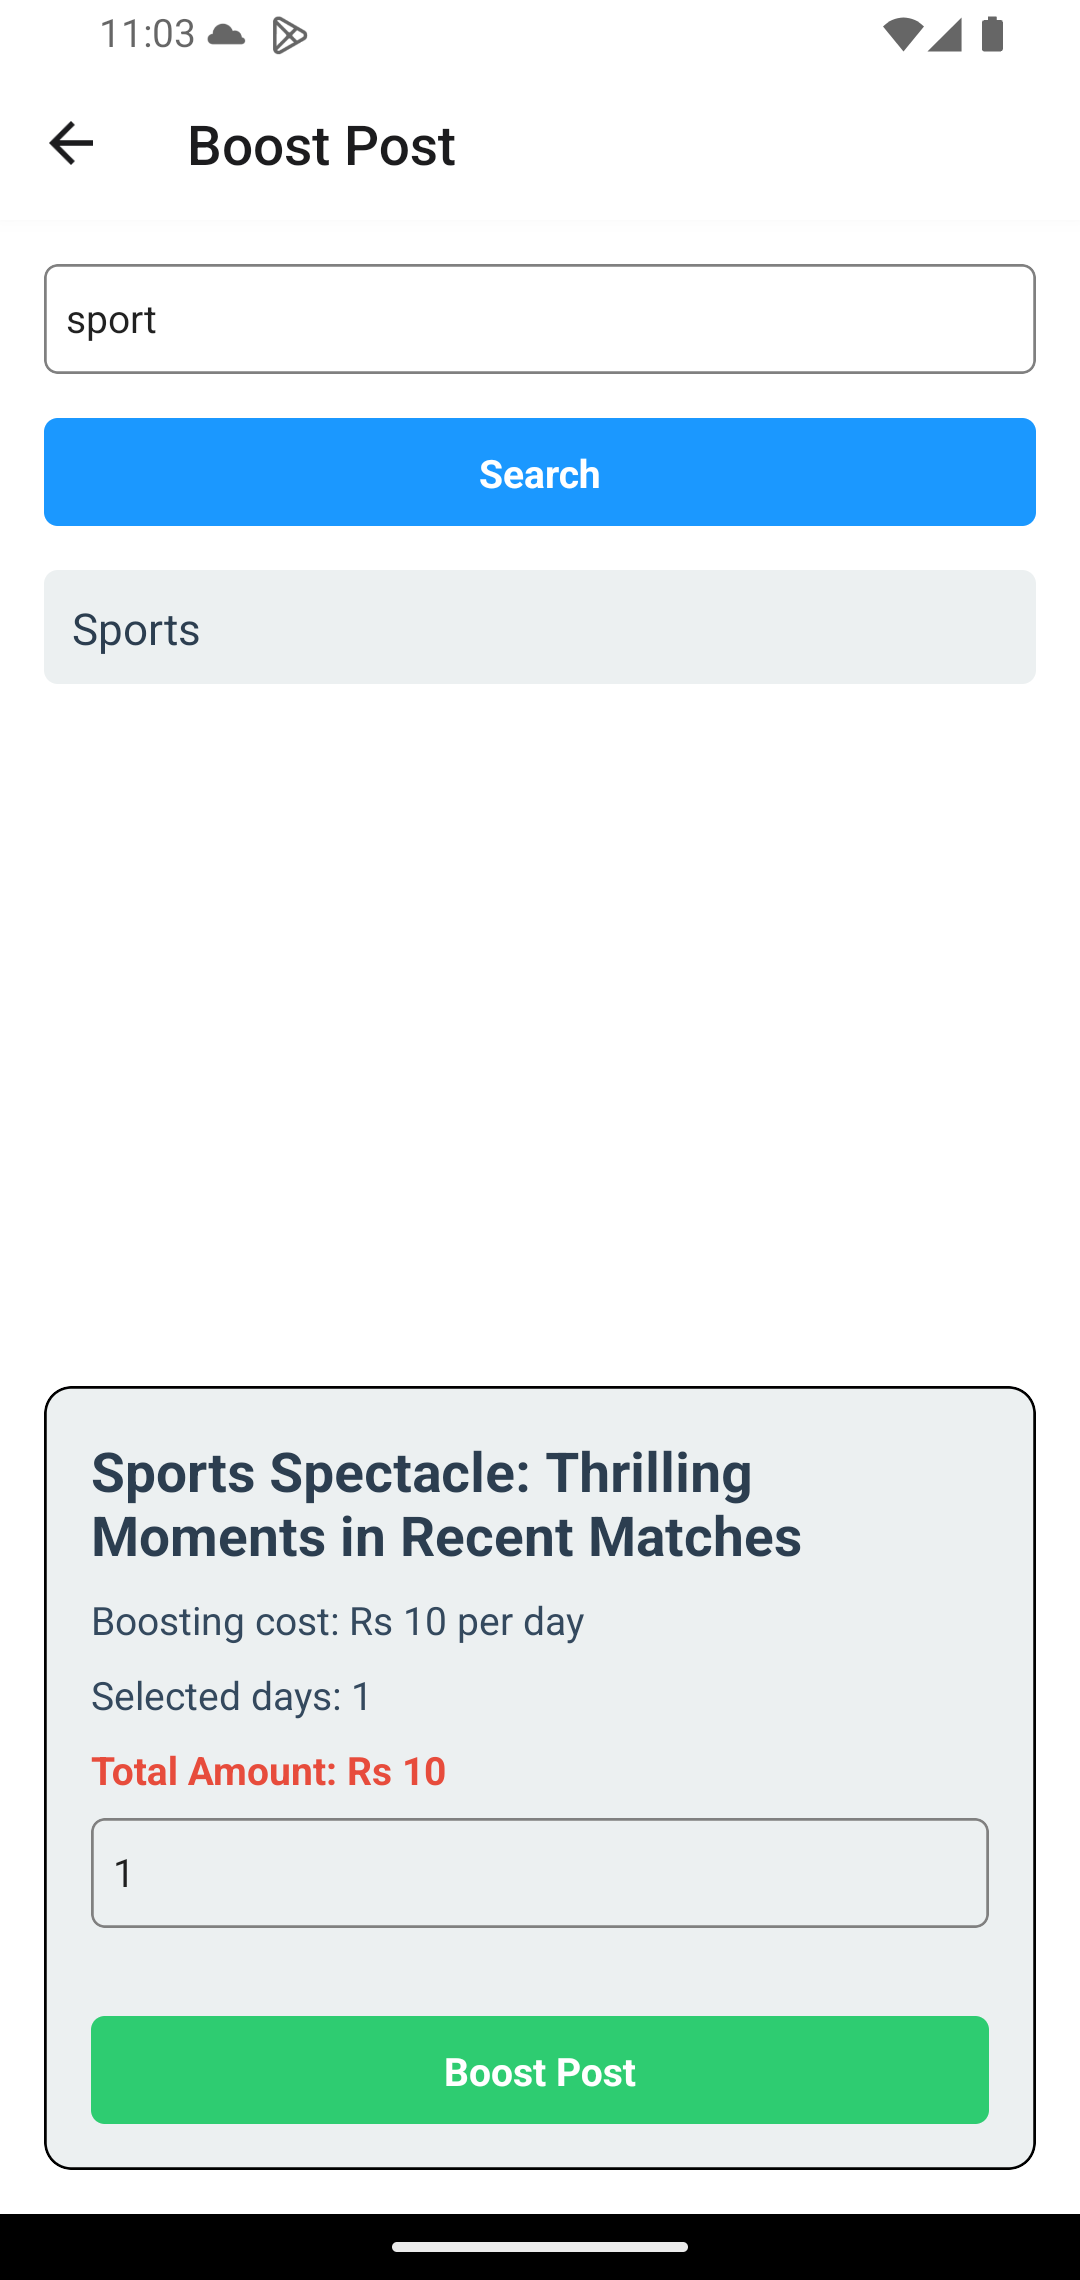 11:03
Boost Post
sport
Search
Sports
Sports Spectacle: Thrilling
Moments in Recent Matches
Boosting cost: Rs 10 per day
Selected days: 1
Total Amount: Rs 10
1
Boost Post